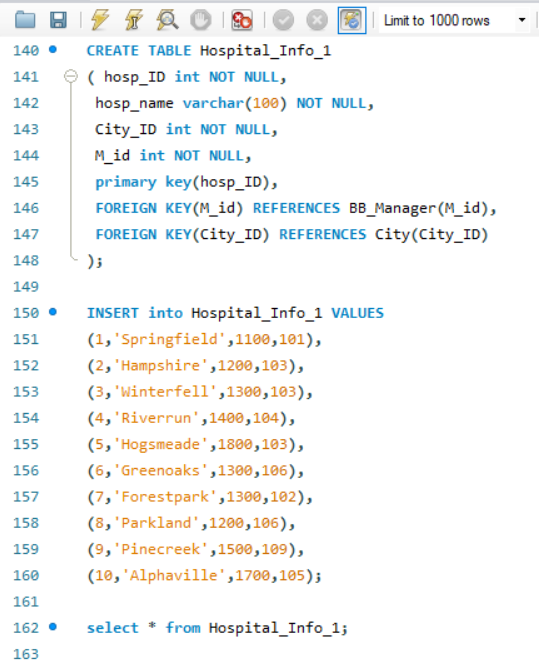 Limit to 1000 rows
140 CREATE TABLE Hospital_Info_1
141 ( hosp_ID int NOT NULL,
142 hosp_name varchar(100) NOT NULL,
143 City_ID int NOT NULL,
144 M_id int NOT NULL,
145 primary key(hosp_ID),
146 FOREIGN KEY(M_id) REFERENCES BB_Manager(M_id),
147 FOREIGN KEY(City_ID) REFERENCES City(City_ID)
148 );
149
150 INSERT into Hospital_Info_1 VALUES
151 (1,'Springfield',1100,101),
152 (2,'Hampshire',1200,103),
153 (3,'Winterfell',1300,103),
154 (4,'Riverrun',1400,104),
155 (5,'Hogsmeade',1800,103),
156 (6,'Greenoaks',1300,106),
157 (7,'Forestpark',1300,102),
158 (8,'Parkland',1200,106),
159 (9,'Pinecreek',1500,109),
160 (10,'Alphaville',1700,105);
161
162 select * from Hospital_Info_1;
163